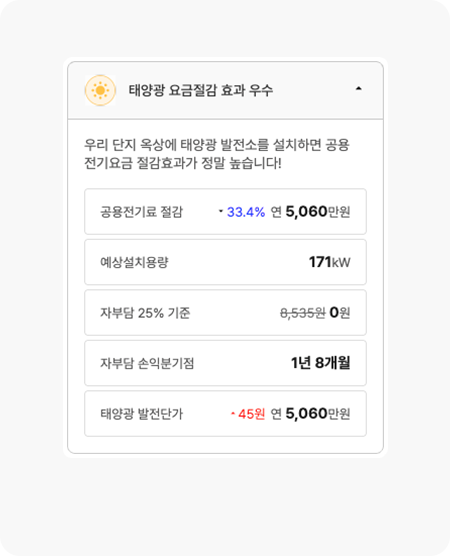 태양광 요금절감 효과 우수
우리 단지 옥상에 태양광 발전소를 설치하면 공용
전기요금 절감효과가 정말 높습니다!
공용전기료 절감 33.4% 연 5,060만원
예상설치용량 171kW
자부담 25% 기준 8,535원 0원
자부담 손익분기점 1년 8개월
태양광 발전단가 45원 연 5,060만원